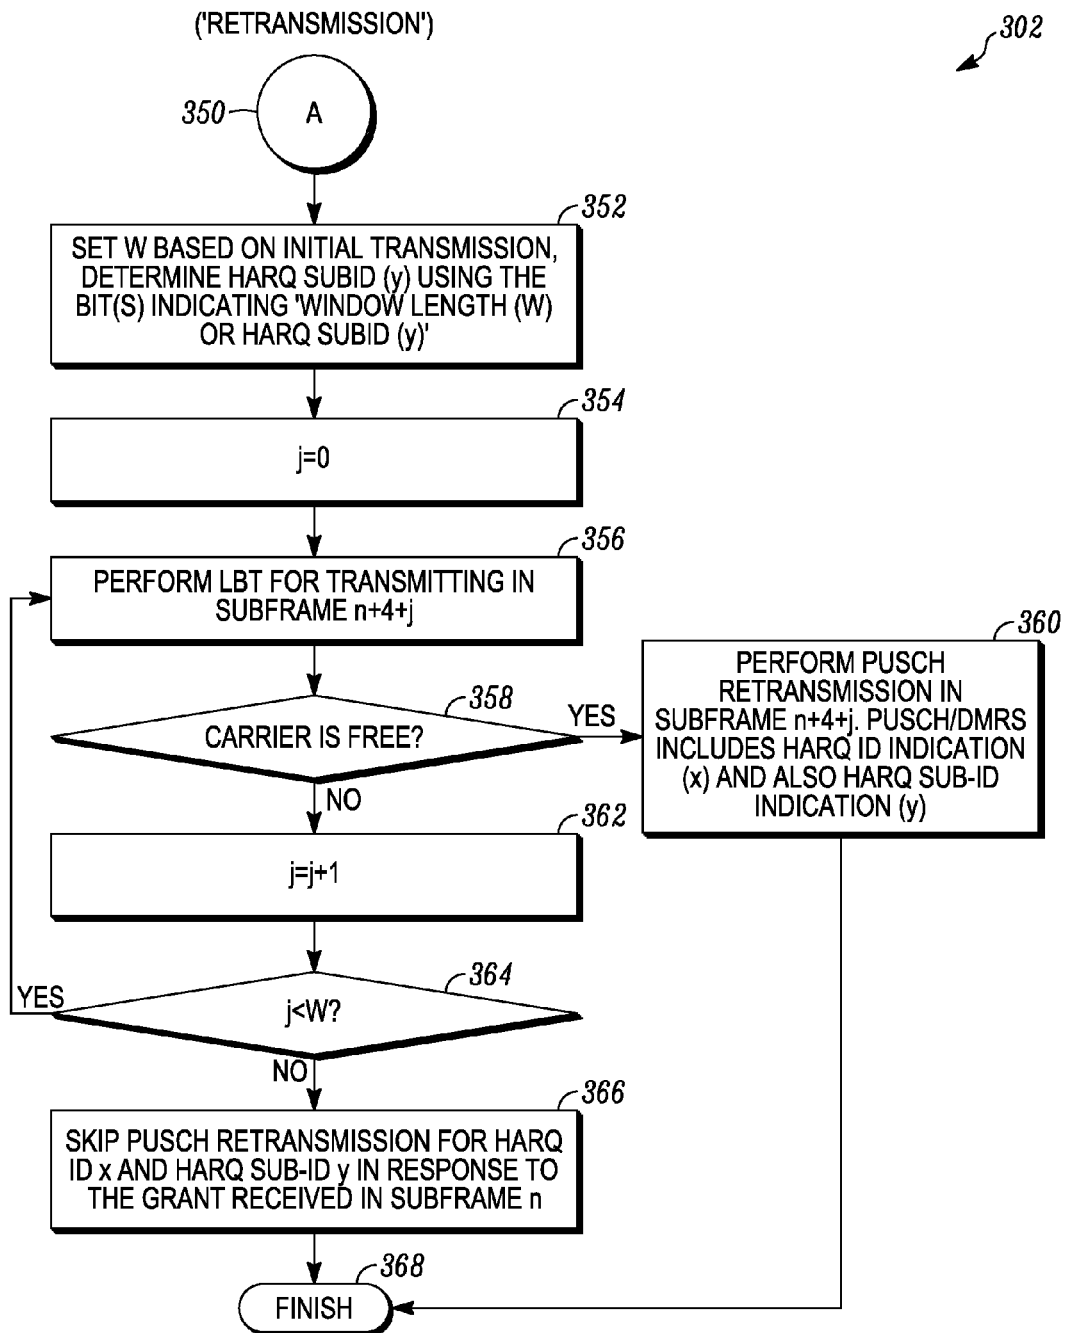 ('RETRANSMISSION')
302
350
A
352
SET W BASED ON INITIAL TRANSMISSION,
DETERMINE HARQ SUBID (y) USING THE
BIT(S) INDICATING 'WINDOW LENGTH (W)
OR HARQ SUBID (y)'
354
j=0
356
PERFORM LBT FOR TRANSMITTING IN
SUBFRAME n+4+j
358
CARRIER IS FREE?
YES
360
PERFORM PUSCH
RETRANSMISSION IN
SUBFRAME n+4+j. PUSCH/DMRS
INCLUDES HARQ ID INDICATION
(x) AND ALSO HARQ SUB-ID
INDICATION (y)
NO
362
j=j+1
364
YES
j<W?
NO
366
SKIP PUSCH RETRANSMISSION FOR HARQ
ID x AND HARQ SUB-ID y IN RESPONSE TO
THE GRANT RECEIVED IN SUBFRAME n
368
FINISH